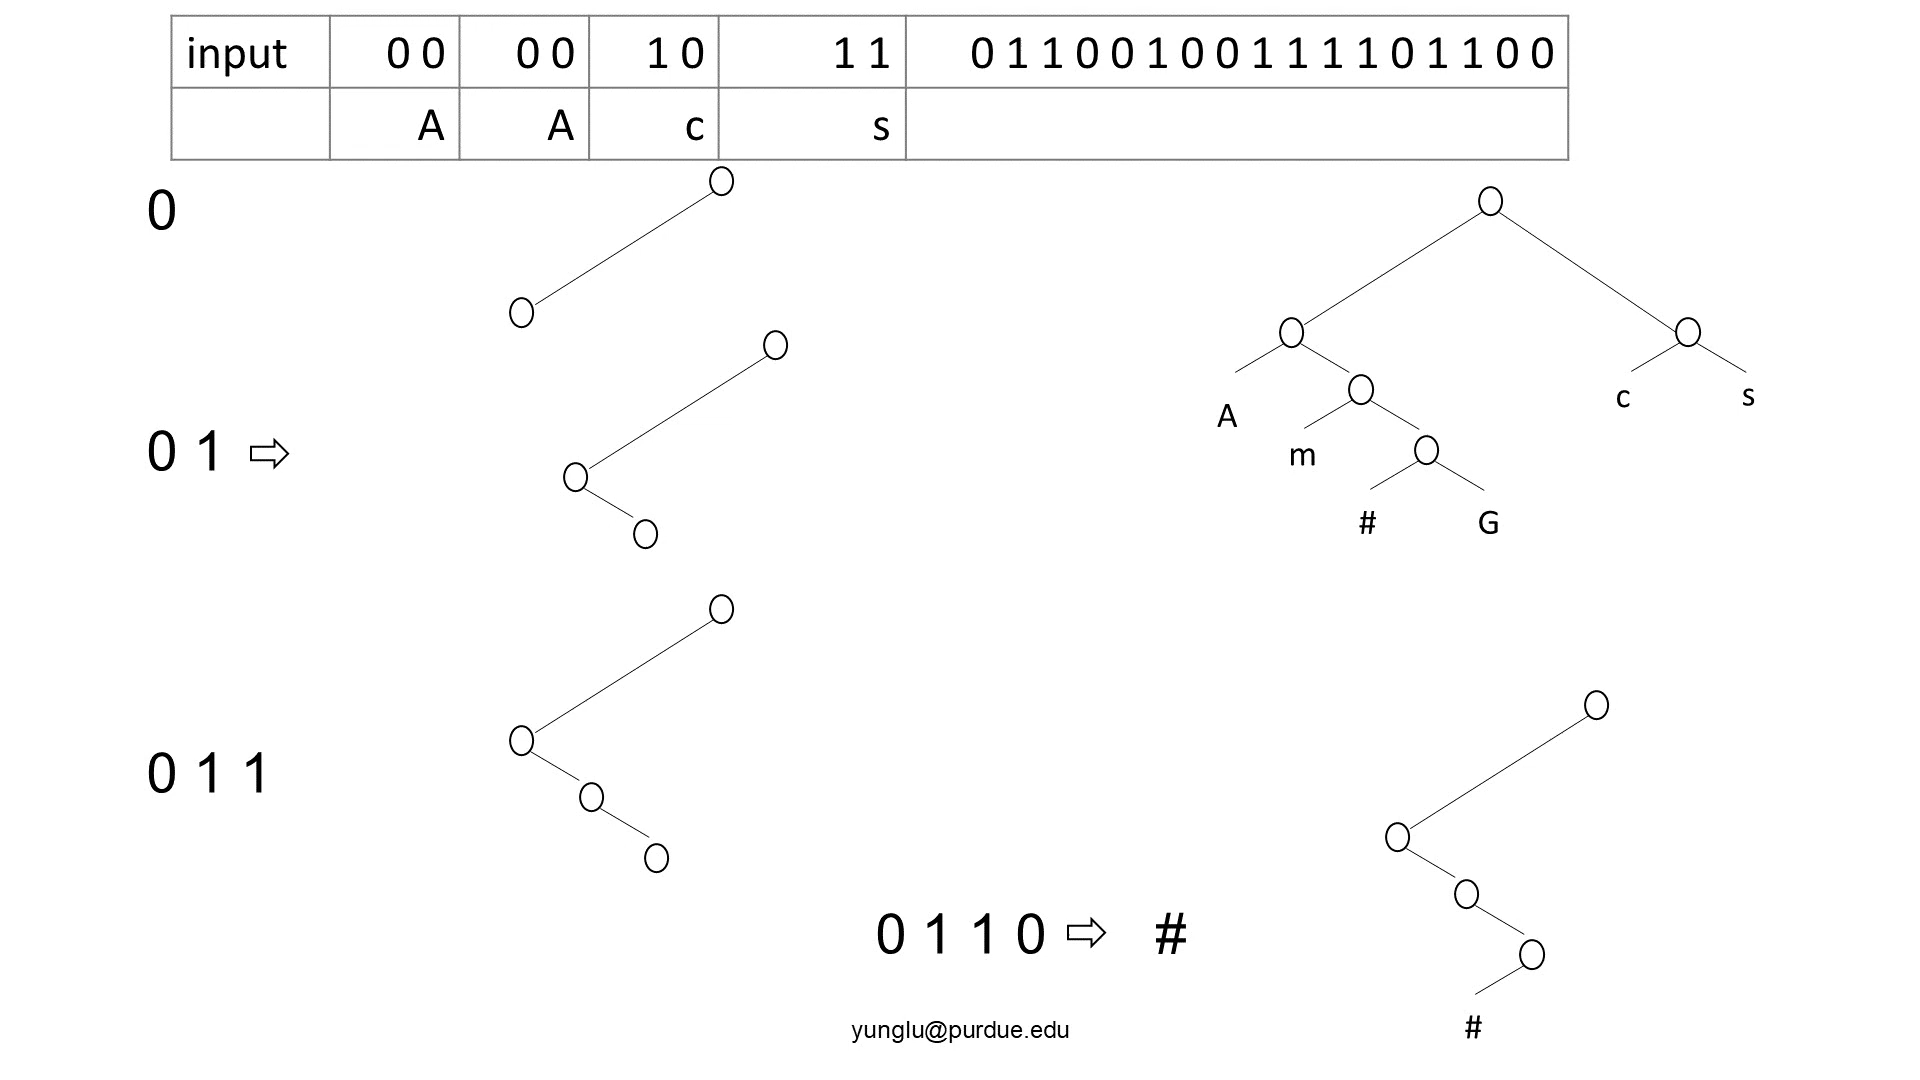 input 0 0 0 0 1 0 1 1 0 1 1 0 0 1 0 0 1 1 1 1 0 1 1 0 0
A A c s
0
0 1 ⇨
A m c s
# G
0 1 1
0 1 1 0 ⇨ #
#
yunglu@purdue.edu